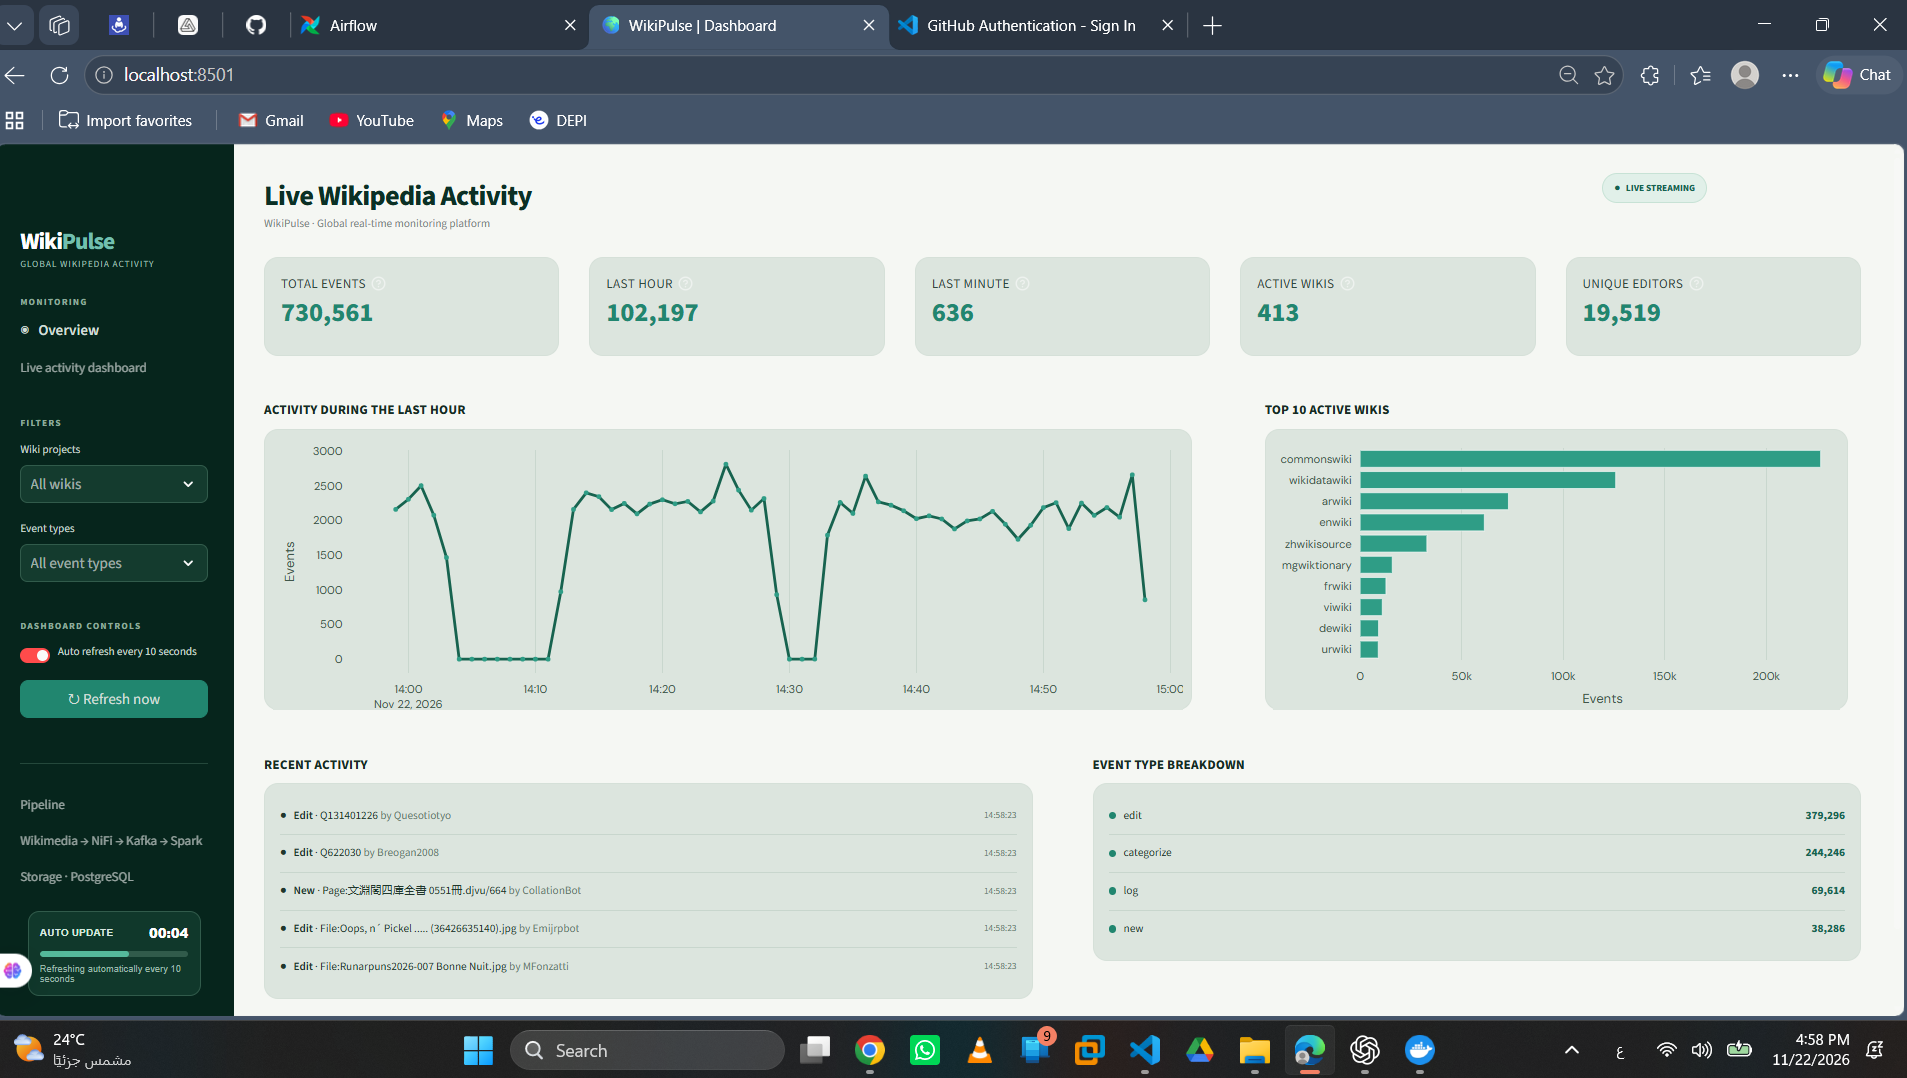 Airflow
WikiPulse | Dashboard
GitHub Authentication - Sign In
localhost:8501
Chat
Import favorites
Gmail
YouTube
Maps
DEPI
WikiPulse
GLOBAL WIKIPEDIA ACTIVITY
MONITORING
Overview
Live activity dashboard
FILTERS
Wiki projects
All wikis
Event types
All event types
DASHBOARD CONTROLS
Auto refresh every 10 seconds
↻ Refresh now
Pipeline
Wikimedia → NiFi → Kafka → Spark
Storage · PostgreSQL
AUTO UPDATE 00:04
Refreshing automatically every 10
seconds
Live Wikipedia Activity
WikiPulse · Global real-time monitoring platform
● LIVE STREAMING
TOTAL EVENTS
730,561
LAST HOUR
102,197
LAST MINUTE
636
ACTIVE WIKIS
413
UNIQUE EDITORS
19,519
ACTIVITY DURING THE LAST HOUR
3000
2500
2000
1500
1000
500
0
Events
14:00 14:10 14:20 14:30 14:40 14:50 15:00
Nov 22, 2026
TOP 10 ACTIVE WIKIS
commonswiki
wikidatawiki
arwiki
enwiki
zhwikisource
mgwiktionary
frwiki
viwiki
dewiki
urwiki
0 50k 100k 150k 200k
Events
RECENT ACTIVITY
● Edit · Q131401226 by Quesotiotyo 14:58:23
● Edit · Q622030 by Breogan2008 14:58:23
● New · Page:文淵閣四庫全書 0551冊.djvu/664 by CollationBot 14:58:23
● Edit · File:Oops, n´ Pickel ..... (36426635140).jpg by Emijrpbot 14:58:23
● Edit · File:Runarpuns2026-007 Bonne Nuit.jpg by MFonzatti 14:58:23
EVENT TYPE BREAKDOWN
● edit 379,296
● categorize 244,246
● log 69,614
● new 38,286
24°C
مشمس جزئيًا
Search
9
ع
4:58 PM
11/22/2026